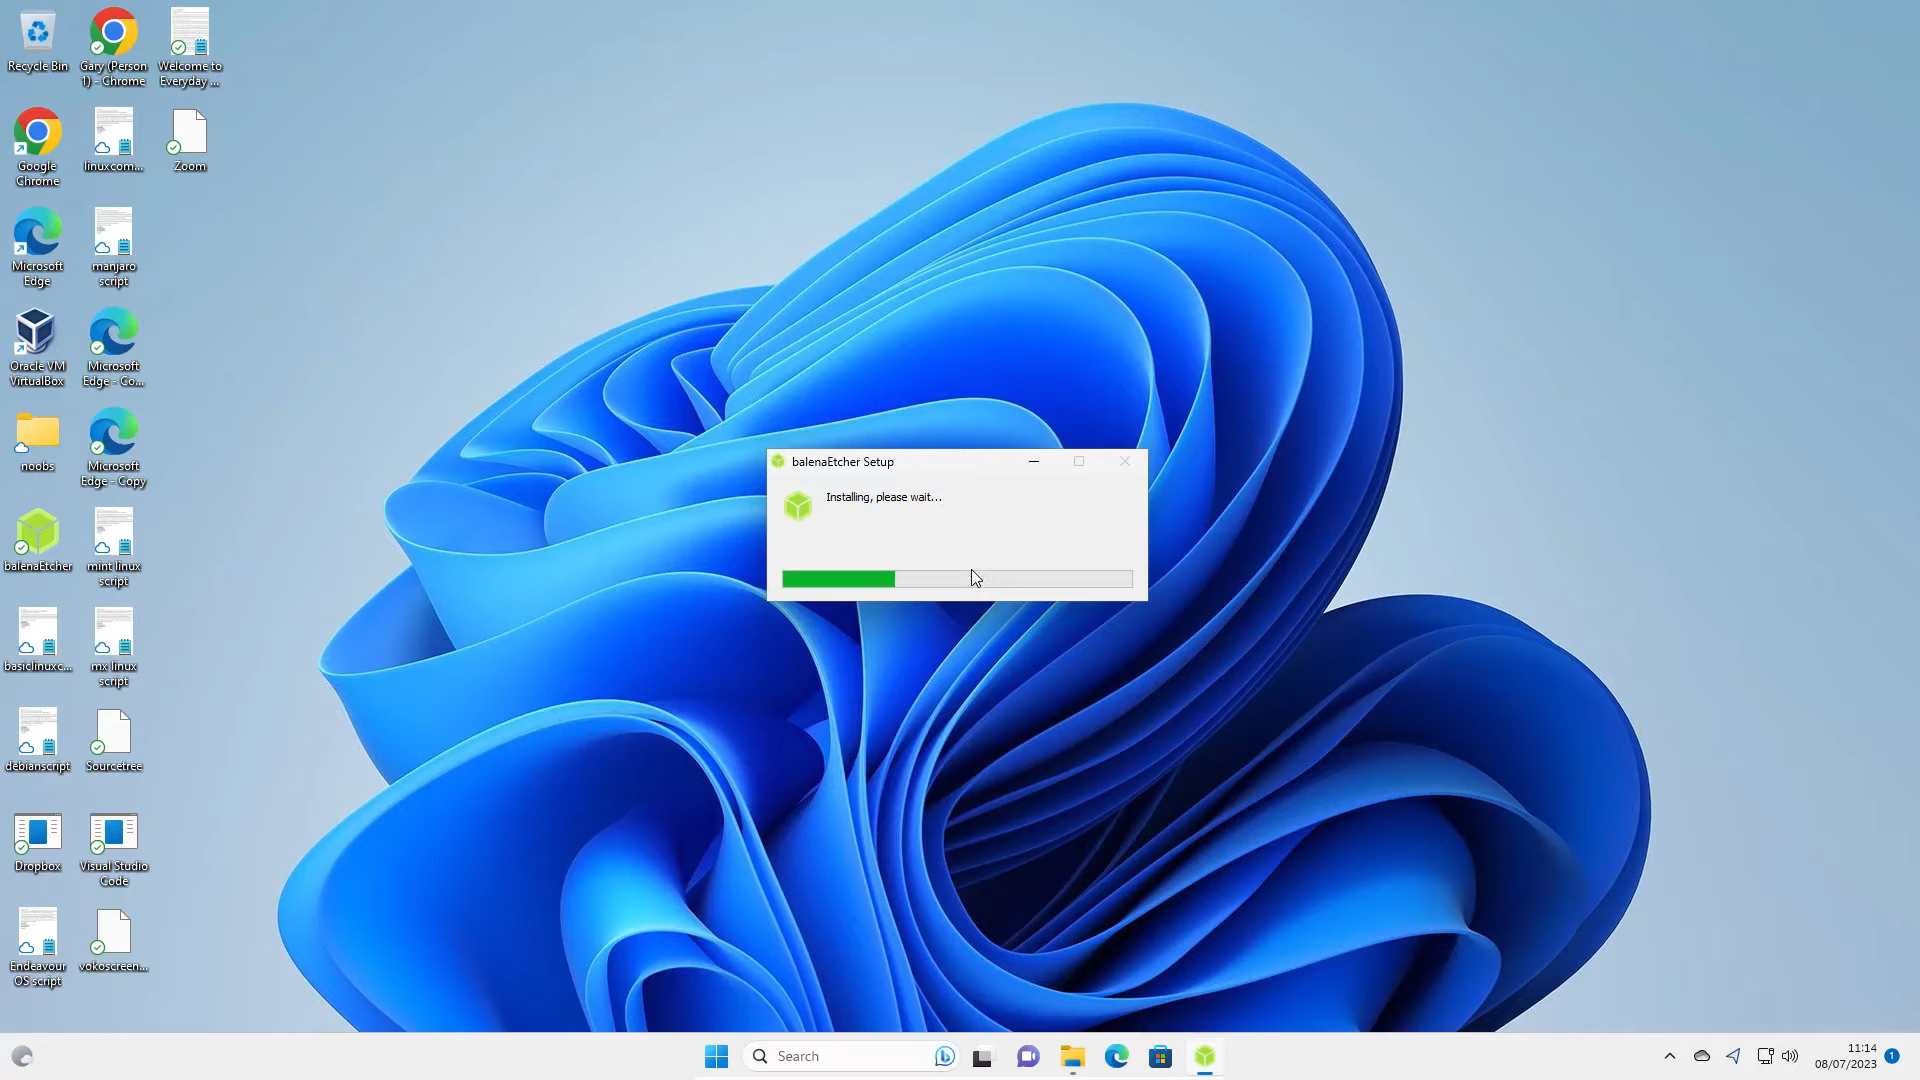 Recycle Bin
Gary (Person
1) - Chrome
Welcome to
Everyday ...
Google
Chrome
linuxcom...
Zoom
Microsoft
Edge
manjaro
script
Oracle VM
VirtualBox
Microsoft
Edge - Co...
noobs
Microsoft
Edge - Copy
balenaEtcher
mint linux
script
basiclinuxc...
mx linux
script
debianscript
Sourcetree
Dropbox
Visual Studio
Code
Endeavour
OS script
vokoscreen...
balenaEtcher Setup
Installing, please wait...
Search
11:14
08/07/2023
1